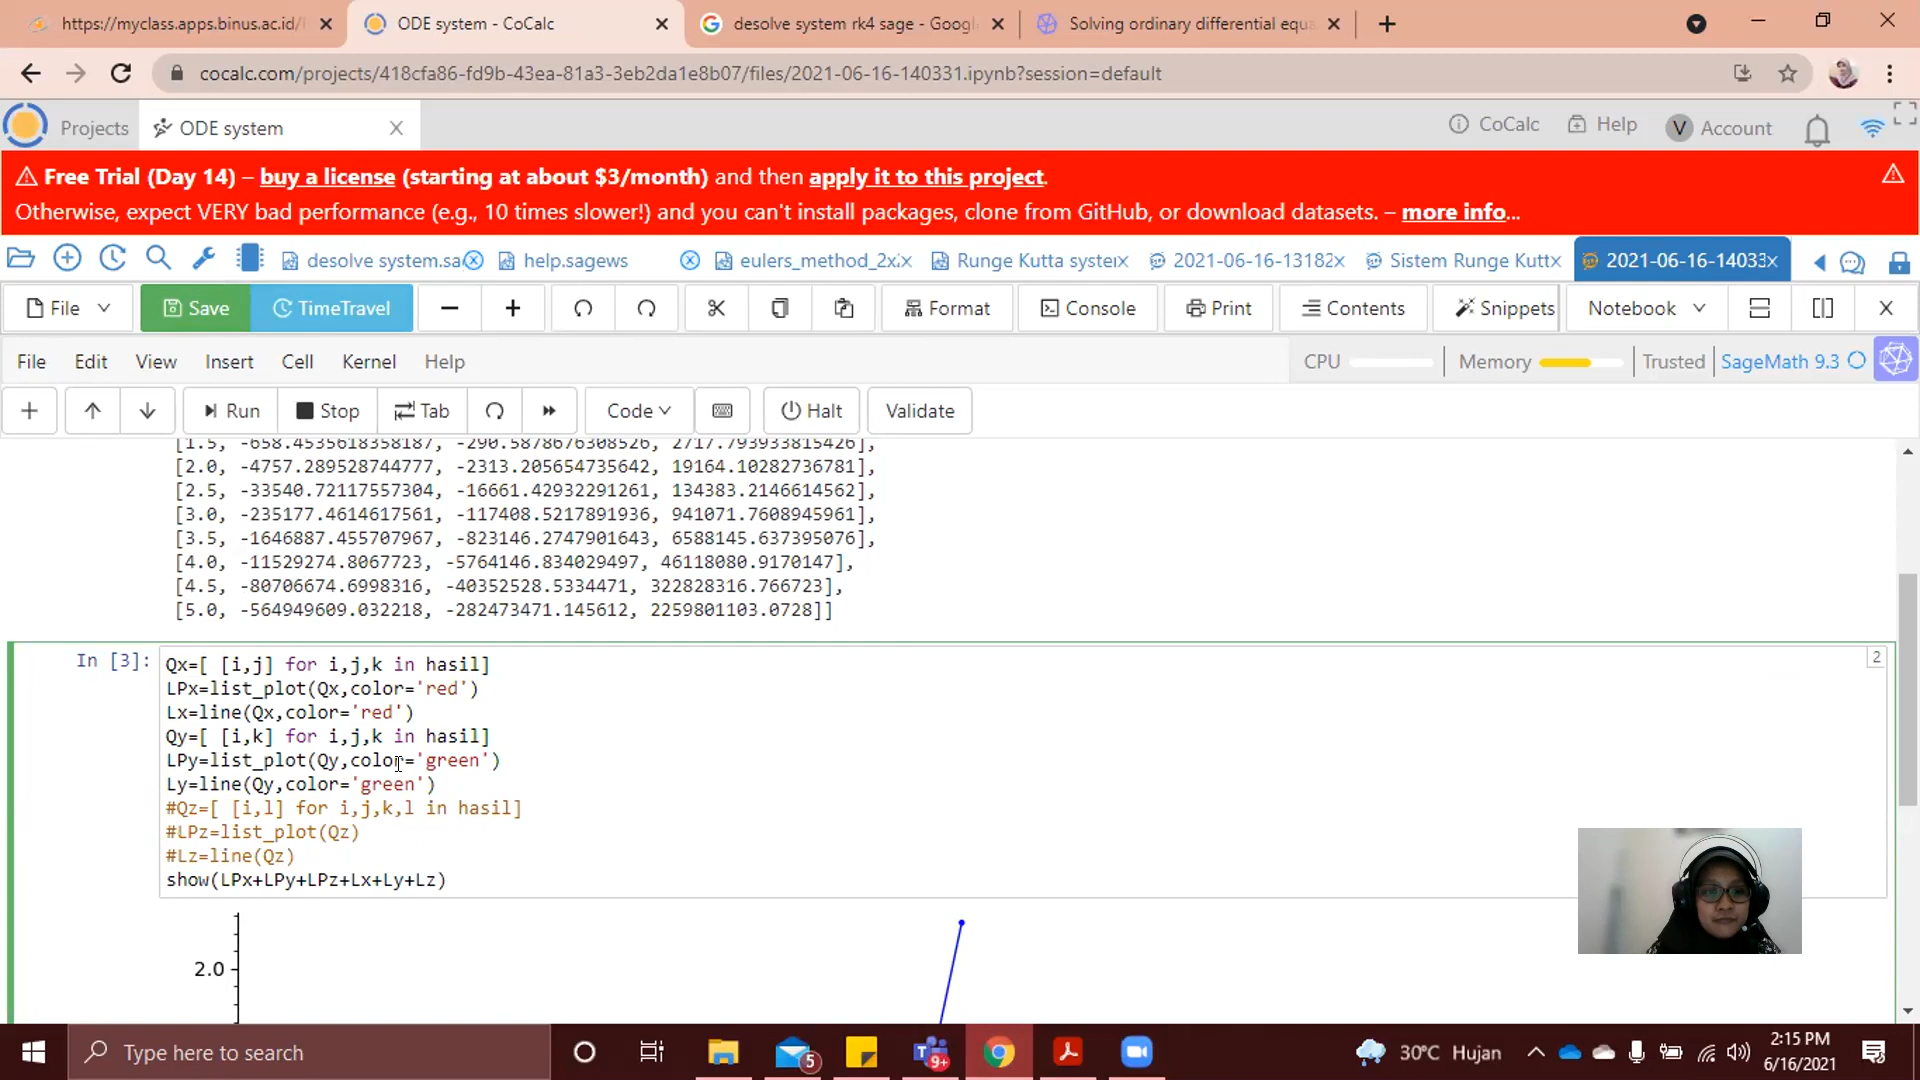 https://myclass.apps.binus.ac.id/
ODE system - CoCalc
desolve system rk4 sage - Googl
Solving ordinary differential equa
cocalc.com/projects/418cfa86-fd9b-43ea-81a3-3eb2da1e8b07/files/2021-06-16-140331.ipynb?session=default
Projects
ODE system
CoCalc
Help
V Account
Free Trial (Day 14) – buy a license (starting at about $3/month) and then apply it to this project.
Otherwise, expect VERY bad performance (e.g., 10 times slower!) and you can't install packages, clone from GitHub, or download datasets. – more info...
desolve system.sa
help.sagews
eulers_method_2x
Runge Kutta system
2021-06-16-13182
Sistem Runge Kutt
2021-06-16-14033
File
Save
TimeTravel
Format
Console
Print
Contents
Snippets
Notebook
File Edit View Insert Cell Kernel Help
CPU
Memory
Trusted
SageMath 9.3
Run
Stop
Tab
Code
Halt
Validate
[1.5, -658.4535618358187, -290.5878676308526, 2717.793933815426],
[2.0, -4757.289528744777, -2313.205654735642, 19164.10282736781],
[2.5, -33540.72117557304, -16661.42932291261, 134383.2146614562],
[3.0, -235177.4614617561, -117408.5217891936, 941071.7608945961],
[3.5, -1646887.455707967, -823146.2747901643, 6588145.637395076],
[4.0, -11529274.8067723, -5764146.834029497, 46118080.9170147],
[4.5, -80706674.6998316, -40352528.5334471, 322828316.766723],
[5.0, -564949609.032218, -282473471.145612, 2259801103.0728]]
In [3]:
2
Qx=[ [i,j] for i,j,k in hasil]
LPx=list_plot(Qx,color='red')
Lx=line(Qx,color='red')
Qy=[ [i,k] for i,j,k in hasil]
LPy=list_plot(Qy,color='green')
Ly=line(Qy,color='green')
#Qz=[ [i,l] for i,j,k,l in hasil]
#LPz=list_plot(Qz)
#Lz=line(Qz)
show(LPx+LPy+LPz+Lx+Ly+Lz)
2.0
Type here to search
5
9+
30°C Hujan
2:15 PM
6/16/2021